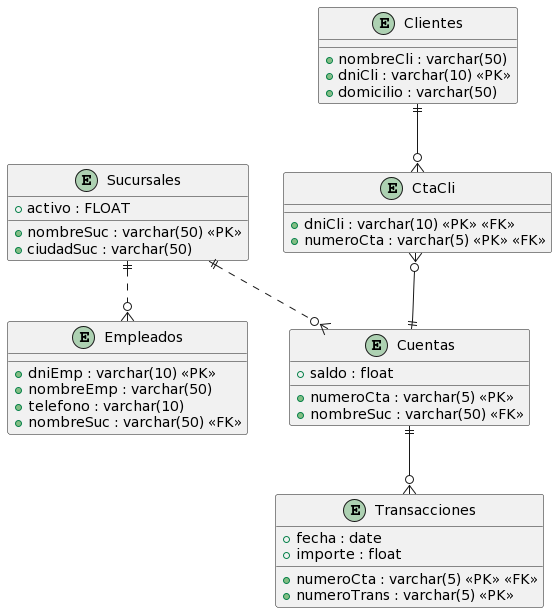 E Clientes
nombreCli : varchar(50)
dniCli : varchar(10) «PK»
domicilio : varchar(50)
E Sucursales
activo : FLOAT
nombreSuc : varchar(50) «PK»
ciudadSuc : varchar(50)
E CtaCli
dniCli : varchar(10) «PK» «FK»
numeroCta : varchar(5) «PK» «FK»
E Empleados
dniEmp : varchar(10) «PK»
nombreEmp : varchar(50)
telefono : varchar(10)
nombreSuc : varchar(50) «FK»
E Cuentas
saldo : float
numeroCta : varchar(5) «PK»
nombreSuc : varchar(50) «FK»
E Transacciones
fecha : date
importe : float
numeroCta : varchar(5) «PK» «FK»
numeroTrans : varchar(5) «PK»